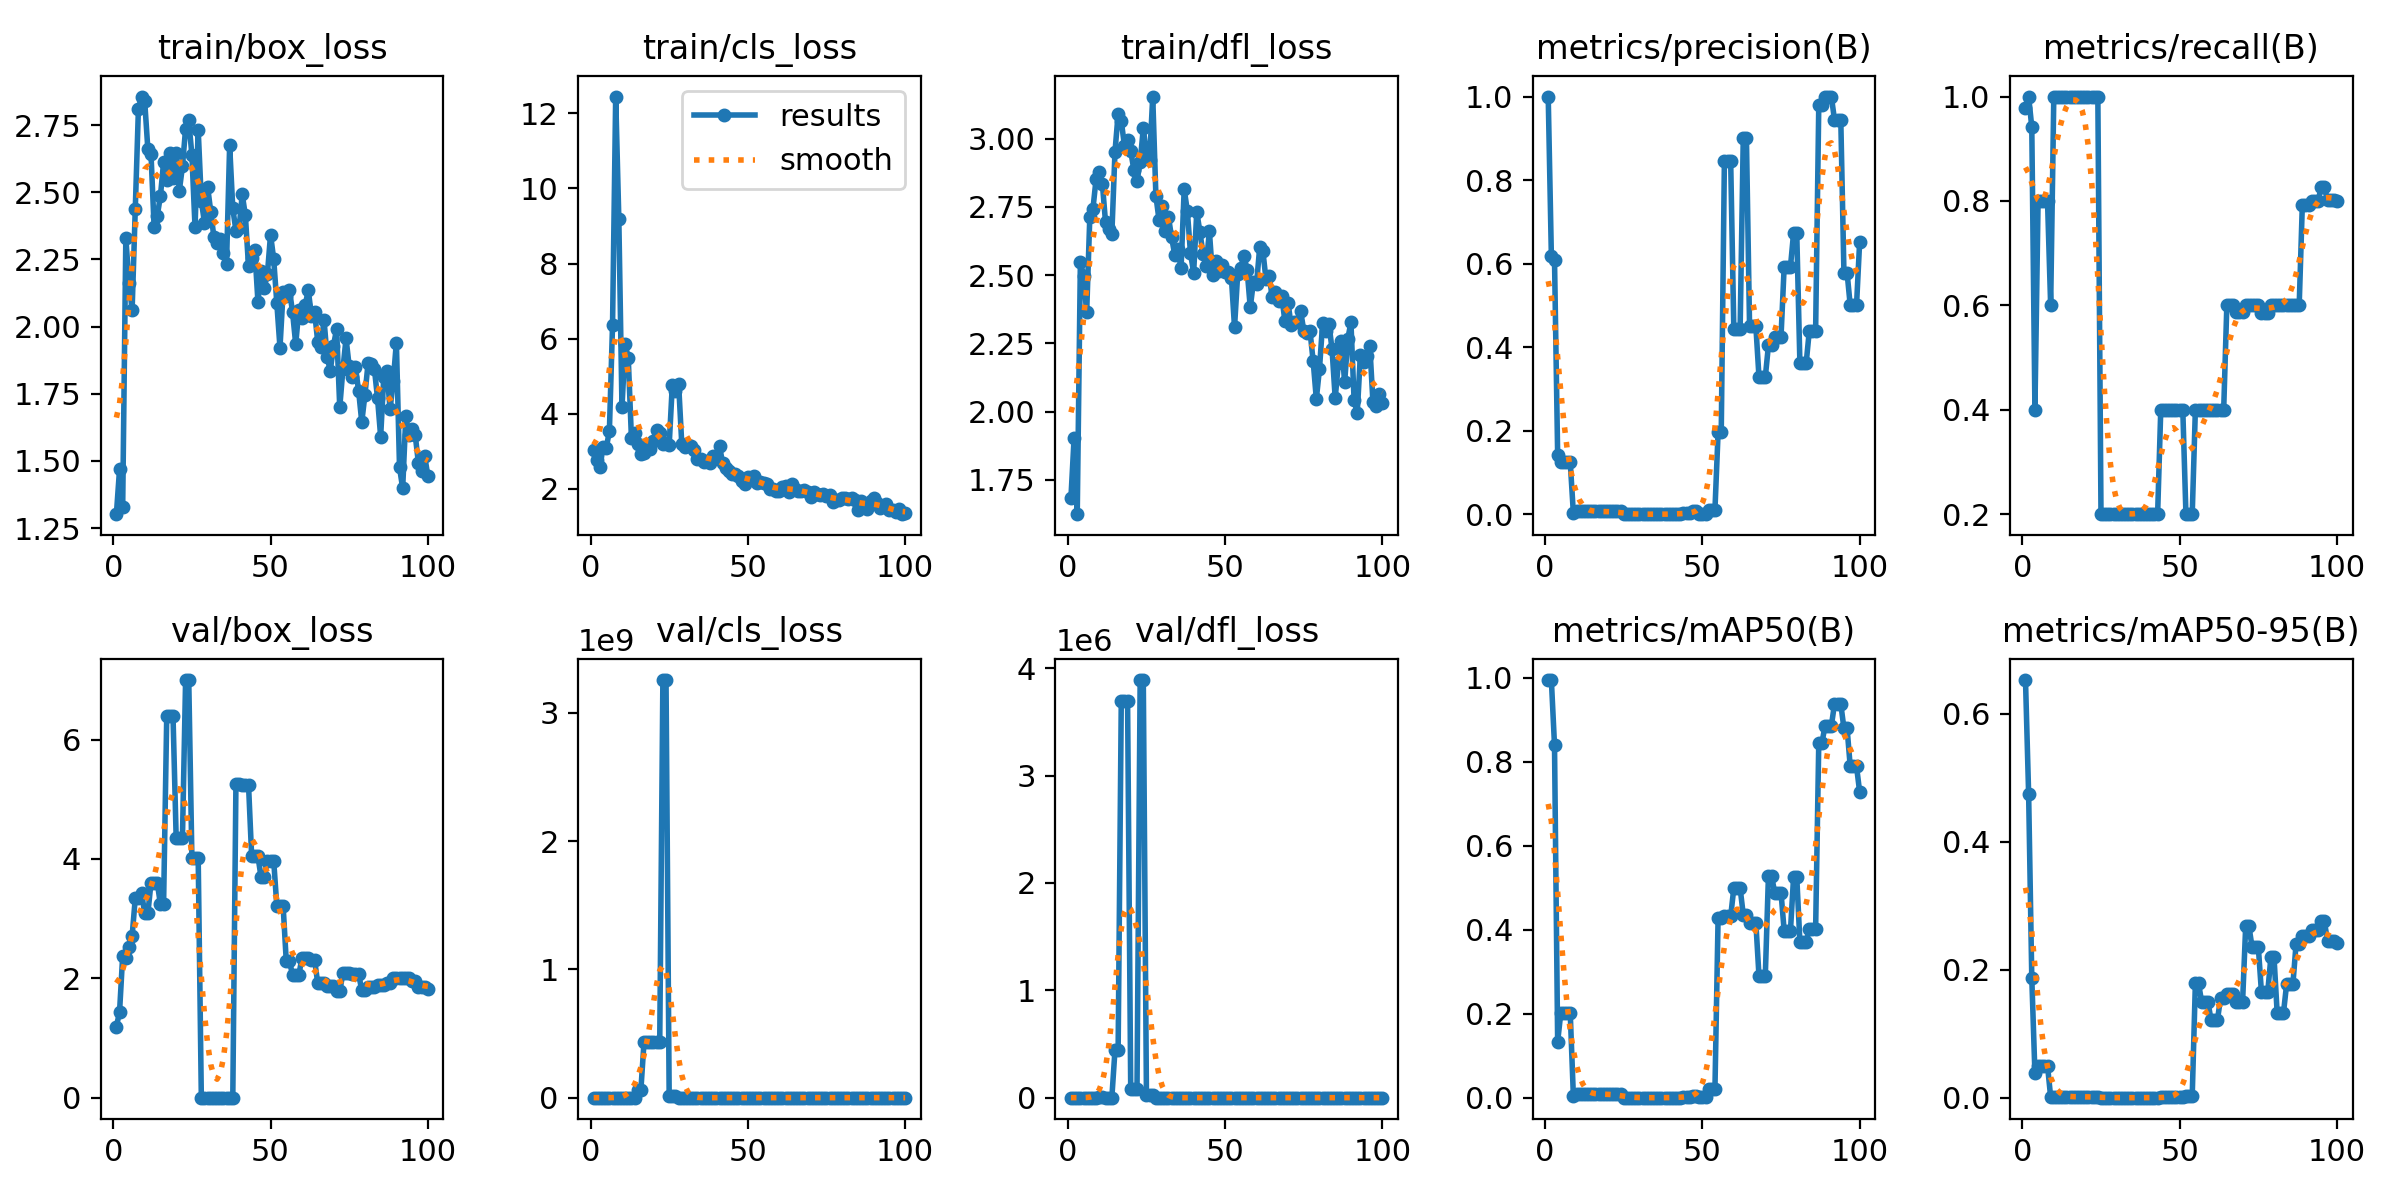 train/box_loss
train/cls_loss
train/dfl_loss
metrics/precision(B)
metrics/recall(B)
2.75
2.50
2.25
2.00
1.75
1.50
1.25
0 50 100
12
10
8
6
4
2
0 50 100
results
smooth
3.00
2.75
2.50
2.25
2.00
1.75
0 50 100
1.0
0.8
0.6
0.4
0.2
0.0
0 50 100
1.0
0.8
0.6
0.4
0.2
0 50 100
val/box_loss
1e9 val/cls_loss
1e6 val/dfl_loss
metrics/mAP50(B)
metrics/mAP50-95(B)
6
4
2
0
0 50 100
3
2
1
0
0 50 100
4
3
2
1
0
0 50 100
1.0
0.8
0.6
0.4
0.2
0.0
0 50 100
0.6
0.4
0.2
0.0
0 50 100